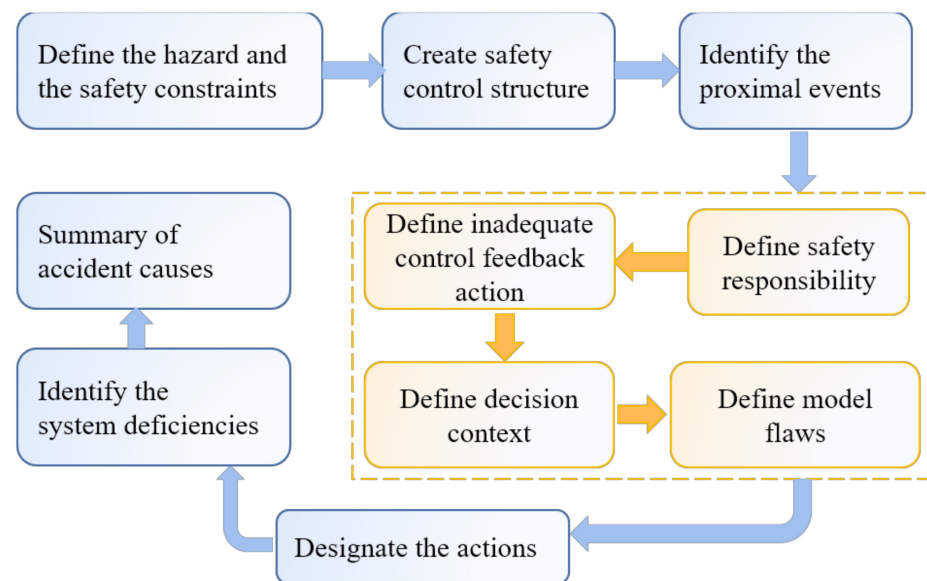 Define the hazard and
the safety constraints
Create safety
control structure
Identify the
proximal events
Define safety
responsibility
Define inadequate
control feedback
action
Define decision
context
Define model
flaws
Designate the actions
Identify the
system deficiencies
Summary of
accident causes